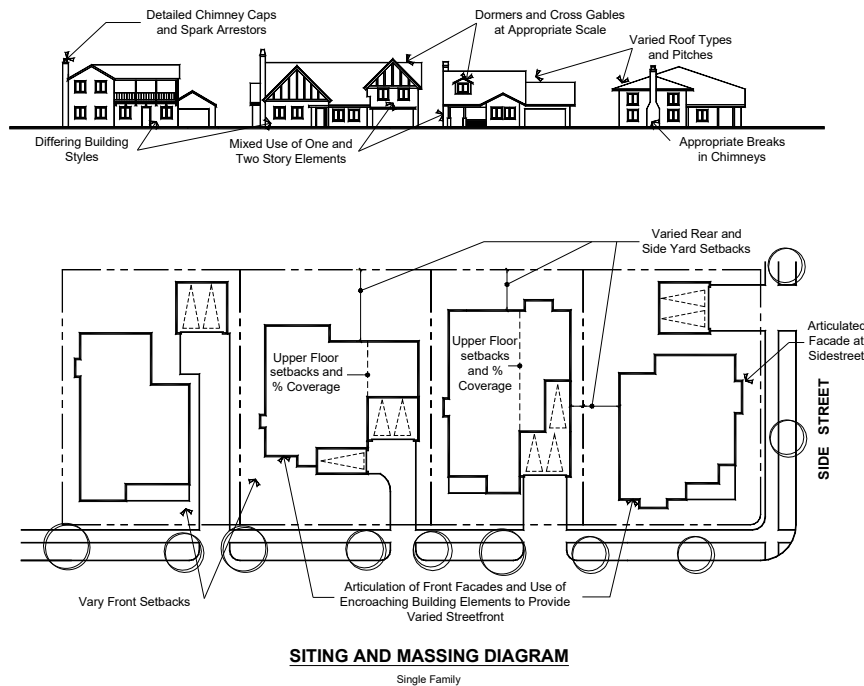 Detailed Chimney Caps
and Spark Arrestors
Dormers and Cross Gables
at Appropriate Scale
Varied Roof Types
and Pitches
Differing Building
Styles
Mixed Use of One and
Two Story Elements
Appropriate Breaks
in Chimneys
Varied Rear and
Side Yard Setbacks
Upper Floor
setbacks and
% Coverage
Upper Floor
setbacks
and %
Coverage
Articulated
Facade at
Sidestreet
SIDE STREET
Vary Front Setbacks
Articulation of Front Facades and Use of
Encroaching Building Elements to Provide
Varied Streetfront
SITING AND MASSING DIAGRAM
Single Family